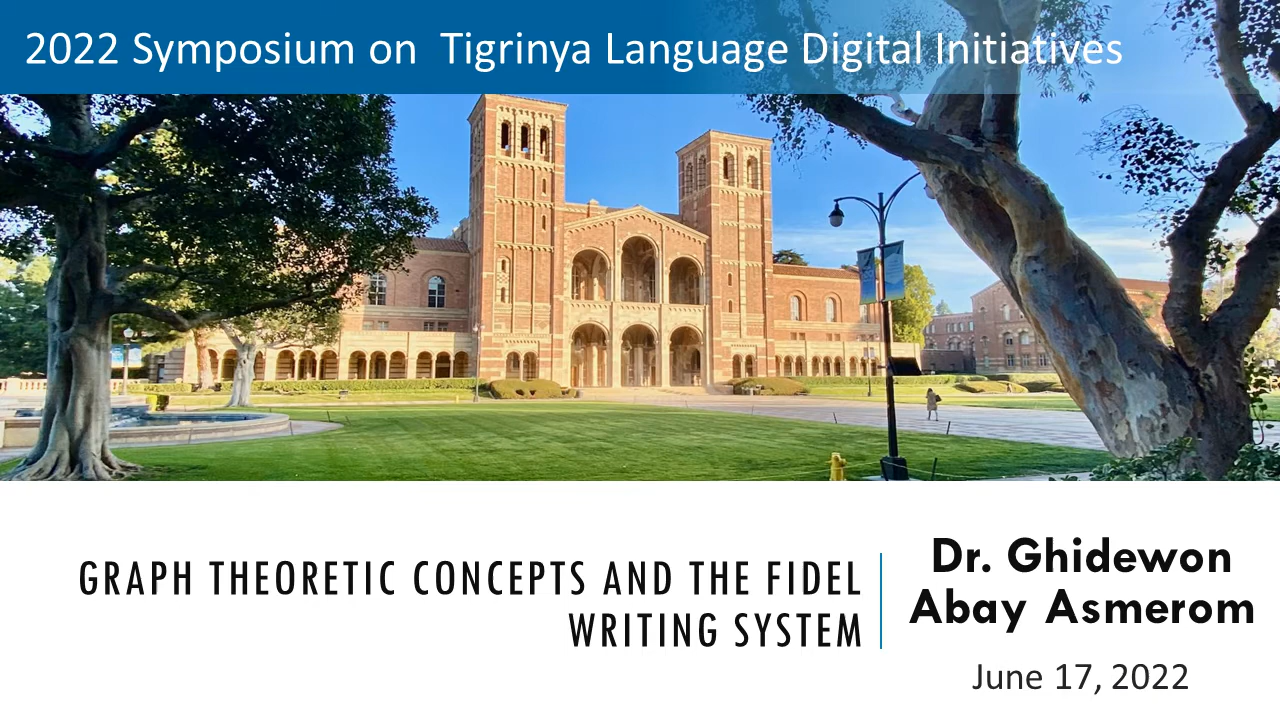 2022 Symposium on  Tigrinya Language Digital Initiatives
GRAPH THEORETIC CONCEPTS AND THE FIDEL
WRITING SYSTEM
Dr. Ghidewon
Abay Asmerom
June 17, 2022